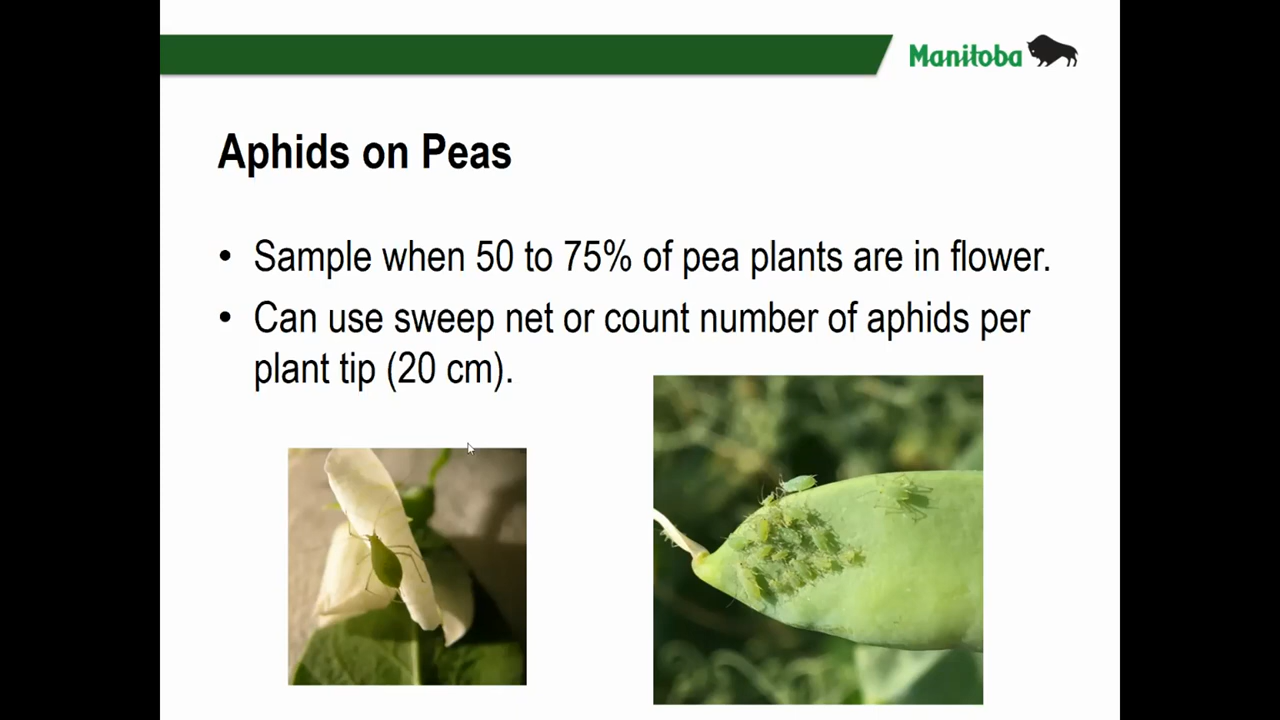 Manitoba
Aphids on Peas
• Sample when 50 to 75% of pea plants are in flower.
• Can use sweep net or count number of aphids per
plant tip (20 cm).